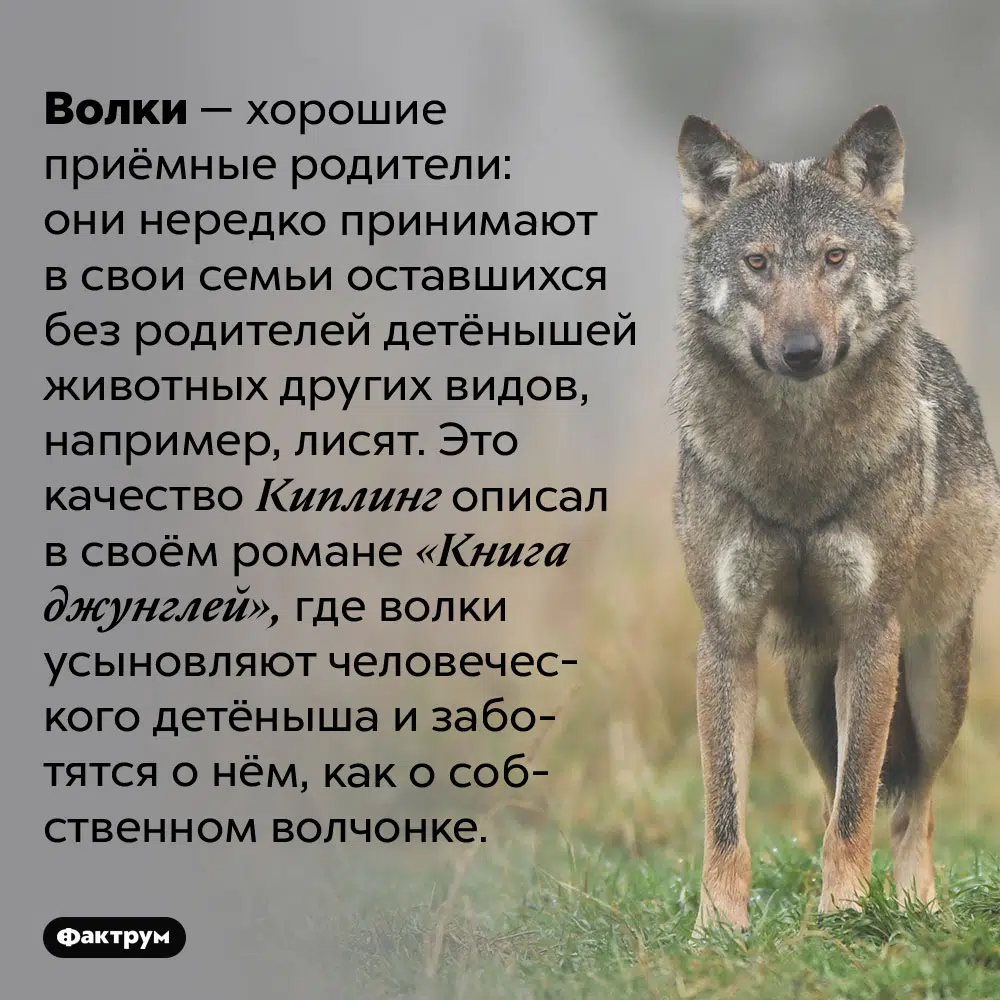 Волки — хорошие
приёмные родители:
они нередко принимают
в свои семьи оставшихся
без родителей детёнышей
животных других видов,
например, лисят. Это
качество Киплинг описал
в своём романе «Книга
джунглей», где волки
усыновляют человечес-
кого детёныша и забо-
тятся о нём, как о соб-
ственном волчонке.
Фактрум